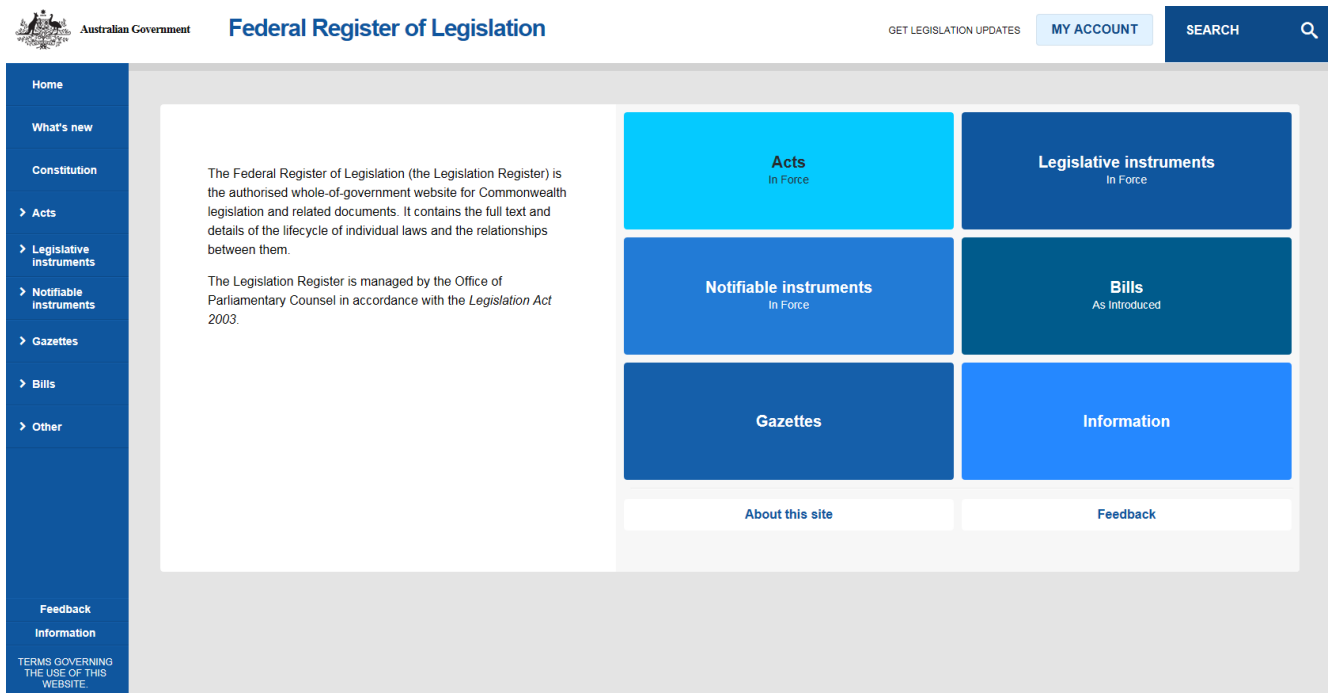 Australian Government
Federal Register of Legislation
GET LEGISLATION UPDATES
MY ACCOUNT
SEARCH
Home
What's new
Constitution
Acts
Legislative
instruments
Notifiable
instruments
Gazettes
Bills
Other
Feedback
Information
TERMS GOVERNING
THE USE OF THIS
WEBSITE.
The Federal Register of Legislation (the Legislation Register) is
the authorised whole-of-government website for Commonwealth
legislation and related documents. It contains the full text and
details of the lifecycle of individual laws and the relationships
between them.
The Legislation Register is managed by the Office of
Parliamentary Counsel in accordance with the Legislation Act
2003.
Acts
In Force
Legislative instruments
In Force
Notifiable instruments
In Force
Bills
As Introduced
Gazettes
Information
About this site
Feedback